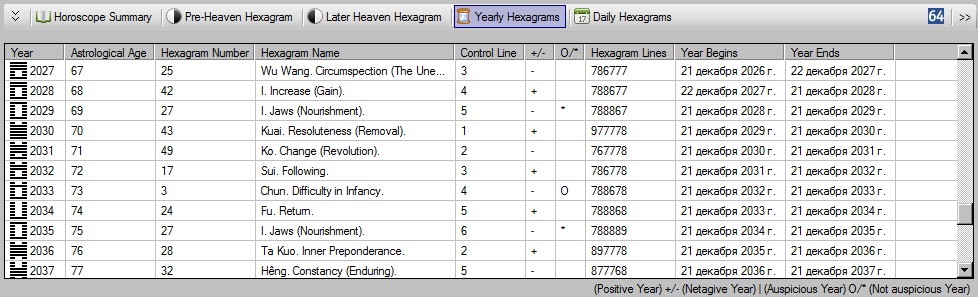 Horoscope Summary Pre-Heaven Hexagram Later Heaven Hexagram Yearly Hexagrams 17 Daily Hexagrams 64 >>
Year Astrological Age Hexagram Number Hexagram Name Control Line +/- O/* Hexagram Lines Year Begins Year Ends
2027 67 25 Wu Wang. Circumspection (The Une... 3 - 786777 21 декабря 2026 г. 22 декабря 2027 г.
2028 68 42 I. Increase (Gain). 4 + 788677 22 декабря 2027 г. 21 декабря 2028 г.
2029 69 27 I. Jaws (Nourishment). 5 - * 788867 21 декабря 2028 г. 21 декабря 2029 г.
2030 70 43 Kuai. Resoluteness (Removal). 1 + 977778 21 декабря 2029 г. 21 декабря 2030 г.
2031 71 49 Ko. Change (Revolution). 2 - 767778 21 декабря 2030 г. 21 декабря 2031 г.
2032 72 17 Sui. Following. 3 + 786778 21 декабря 2031 г. 21 декабря 2032 г.
2033 73 3 Chun. Difficulty in Infancy. 4 - O 788678 21 декабря 2032 г. 21 декабря 2033 г.
2034 74 24 Fu. Return. 5 + 788868 21 декабря 2033 г. 21 декабря 2034 г.
2035 75 27 I. Jaws (Nourishment). 6 - * 788889 21 декабря 2034 г. 21 декабря 2035 г.
2036 76 28 Ta Kuo. Inner Preponderance. 2 + 897778 21 декабря 2035 г. 21 декабря 2036 г.
2037 77 32 Hêng. Constancy (Enduring). 5 - 877768 21 декабря 2036 г. 21 декабря 2037 г.
(Positive Year) +/- (Netagive Year) | (Auspicious Year) O/* (Not auspicious Year)